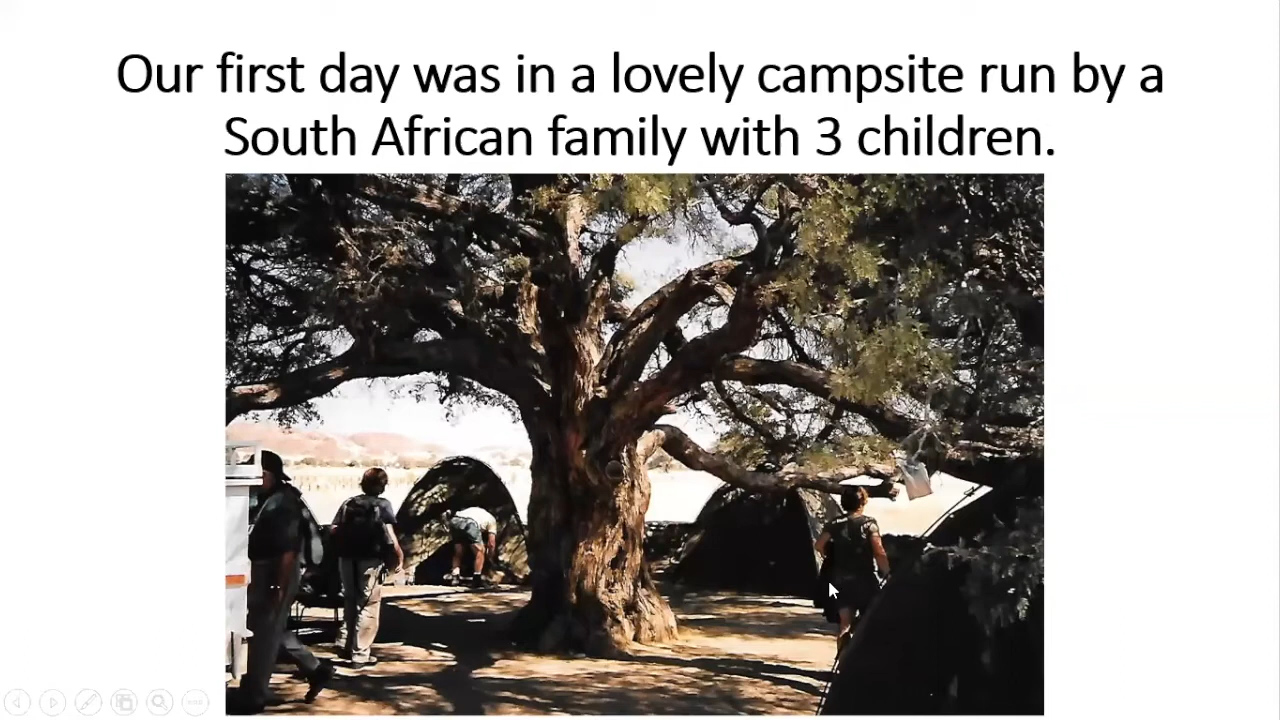 Our first day was in a lovely campsite run by a
South African family with 3 children.